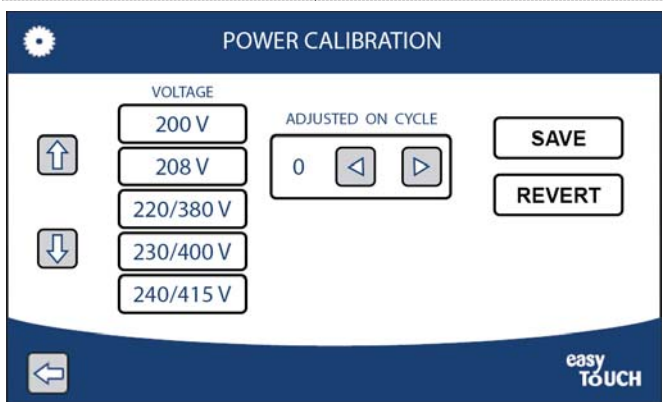 POWER CALIBRATION
VOLTAGE
200 V
208 V
220/380 V
230/400 V
240/415 V
ADJUSTED ON CYCLE
0
SAVE
REVERT
easy
TOUCH